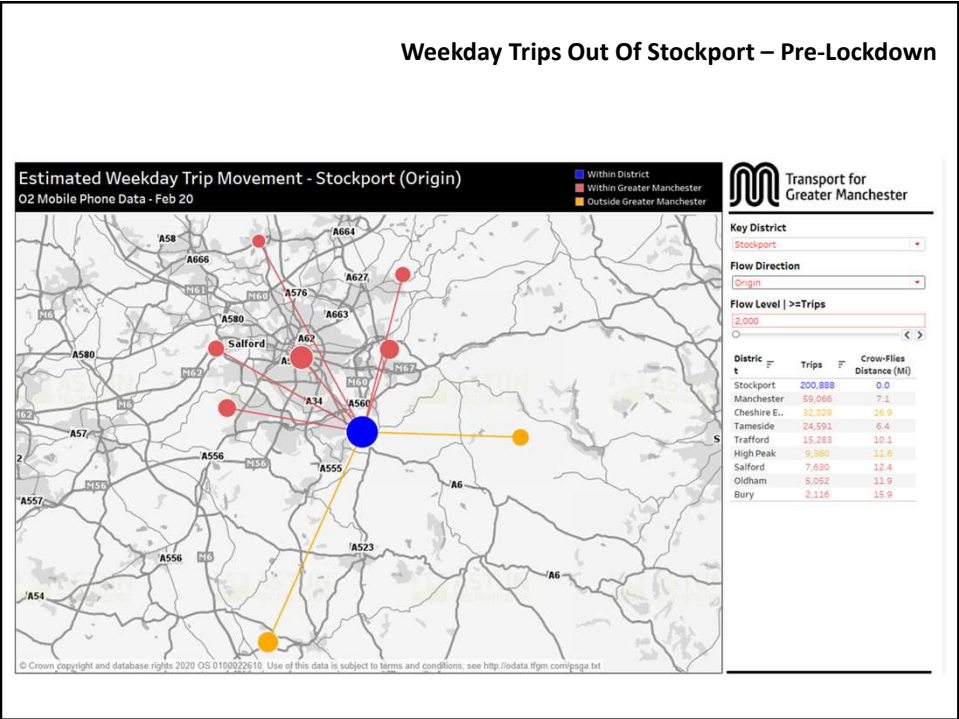 Weekday Trips Out Of Stockport – Pre-Lockdown
Estimated Weekday Trip Movement - Stockport (Origin)
O2 Mobile Phone Data - Feb 20
Within District
Within Greater Manchester
Outside Greater Manchester
Transport for
Greater Manchester
Key District
Stockport
Flow Direction
Origin
Flow Level | >=Trips
2,000
Distric
t
Trips
Crow-Flies
Distance (Mi)
Stockport 200,888 0.0
Manchester 59,066 7.1
Cheshire E.. 32,029 16.9
Tameside 24,591 6.4
Trafford 15,283 10.1
High Peak 9,360 11.6
Salford 7,630 12.4
Oldham 5,052 11.9
Bury 2,116 15.9
A58
A664
A666
A627
M61
M60
A576
M6
A580
A663
Salford
A62
A580
M62
M67
M60
M6
A34
A560
M62
A57
A556
M56
A555
S
2
M56
A6
A557
A523
A556
M6
A6
A54
© Crown copyright and database rights 2020 OS 0100022610. Use of this data is subject to terms and conditions; see http://odata.tfgm.com/psga.txt